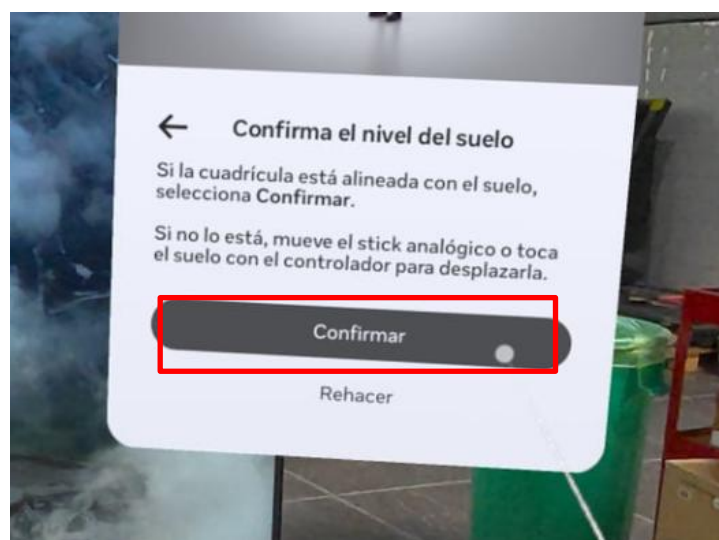 Confirma el nivel del suelo
Si la cuadrícula está alineada con el suelo,
selecciona Confirmar.
Si no lo está, mueve el stick analógico o toca
el suelo con el controlador para desplazarla.
Confirmar
Rehacer